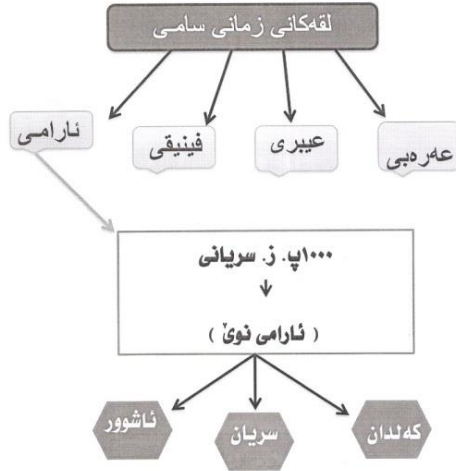 لقەکانی زمانی سامی
عەرەبی
عیبری
فینیقی
ئارامی
١٠٠٠پ. ز. سریانی
( ئارامی نوێ )
کەلدان
سریان
ئاشوور